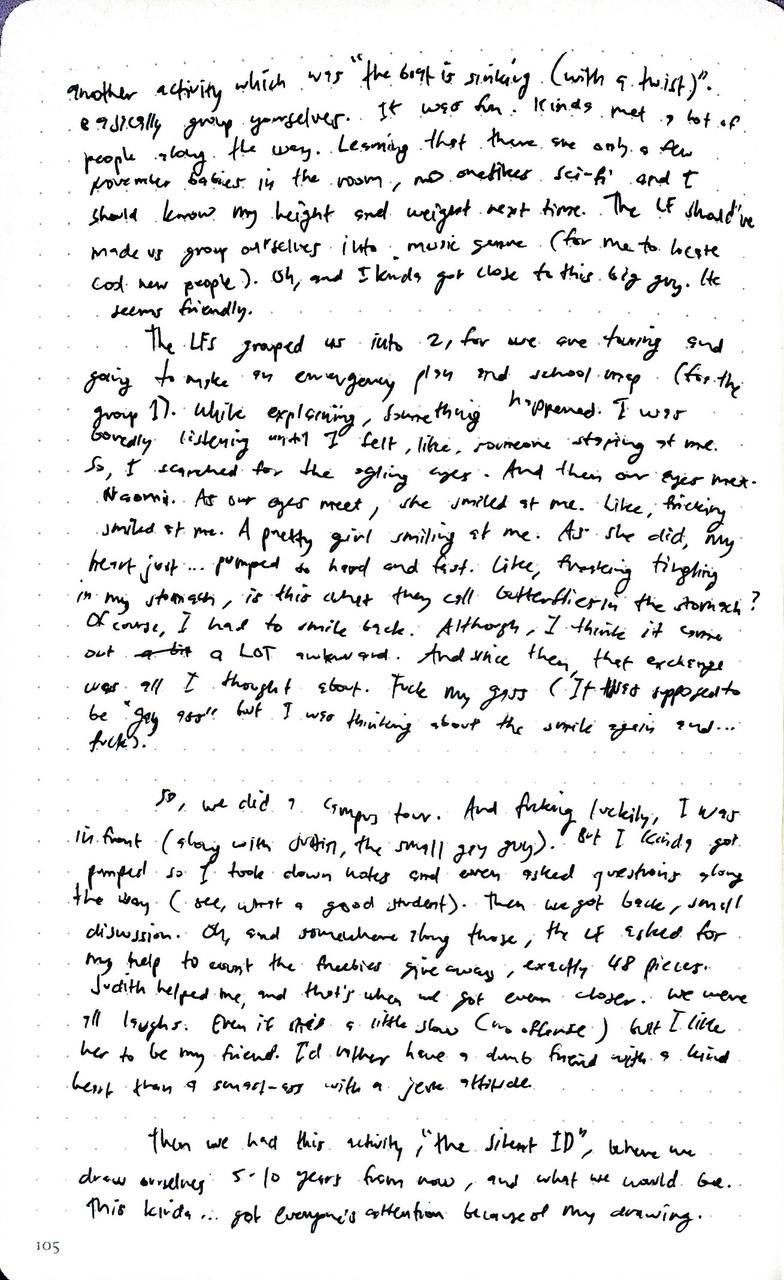 another activity which was "the boat is sinking (with a twist)".
Basically group yourselves. It was fun. Kinda met a lot of
people along the way. Learning that there are only a few
November babies in the room, no one likes sci-fi and I
should know my height and weight next time. The LF should've
made us group ourselves into music genre (for me to locate
cool new people). Oh, and I kinda got close to this big guy. He
seems friendly.
The LFs grouped us into 2, for we are touring and
going to make an emergency plan and school map (for the
group 1). While explaining, something happened. I was
boredly listening until I felt, like, someone staring at me.
So, I searched for the ogling eyes. And then our eyes met.
Naomi. As our eyes meet, she smiled at me. Like, fricking
smiled at me. A pretty girl smiling at me. As she did, my
heart just... pumped so hard and fast. Like, freaking tingling
in my stomach, is this what they call butterflies in the stomach?
Of course, I had to smile back. Although, I think it came
out a bit a LOT awkward. And since then, that exchange
was all I thought about. Fuck my gass (It was supposed to
be "gay ass" but I was thinking about the smile again and...
fuck).
So, we did a campus tour. And fucking luckily, I was
in front (along with Justin, the small gay guy). But I kinda got
pumped so I took down notes and even asked questions along
the way (see, what a good student). Then we got back, small
discussion. Oh, and somewhere along those, the LF asked for
my help to count the freebies giveaway, exactly 48 pieces.
Judith helped me, and that's when we got even closer. We were
all laughs. Even if she's a little slow (no offense) but I like
her to be my friend. I'd rather have a dumb friend with a kind
heart than a smart-ass with a jerk attitude
Then we had this activity, "the Silent ID", where we
draw ourselves 5-10 years from now, and what we would be.
This kinda... got everyone's attention because of my drawing.
105